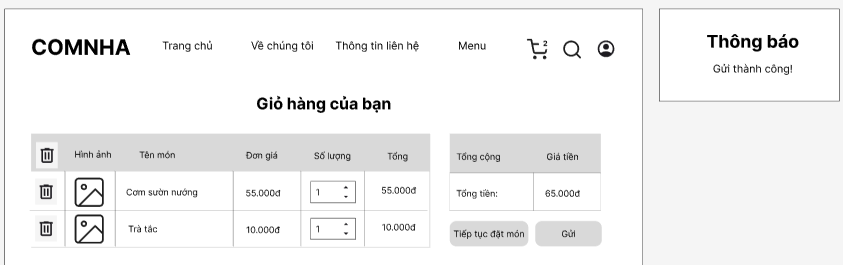 COMNHA
Trang chủ
Về chúng tôi
Thông tin liên hệ
Menu
2
Giỏ hàng của bạn
Hình ảnh
Tên món
Đơn giá
Số lượng
Tổng
Cơm sườn nướng
55.000đ
1
55.000đ
Trà tắc
10.000đ
1
10.000đ
Tổng cộng
Giá tiền
Tổng tiền:
65.000đ
Tiếp tục đặt món
Gửi
Thông báo
Gửi thành công!